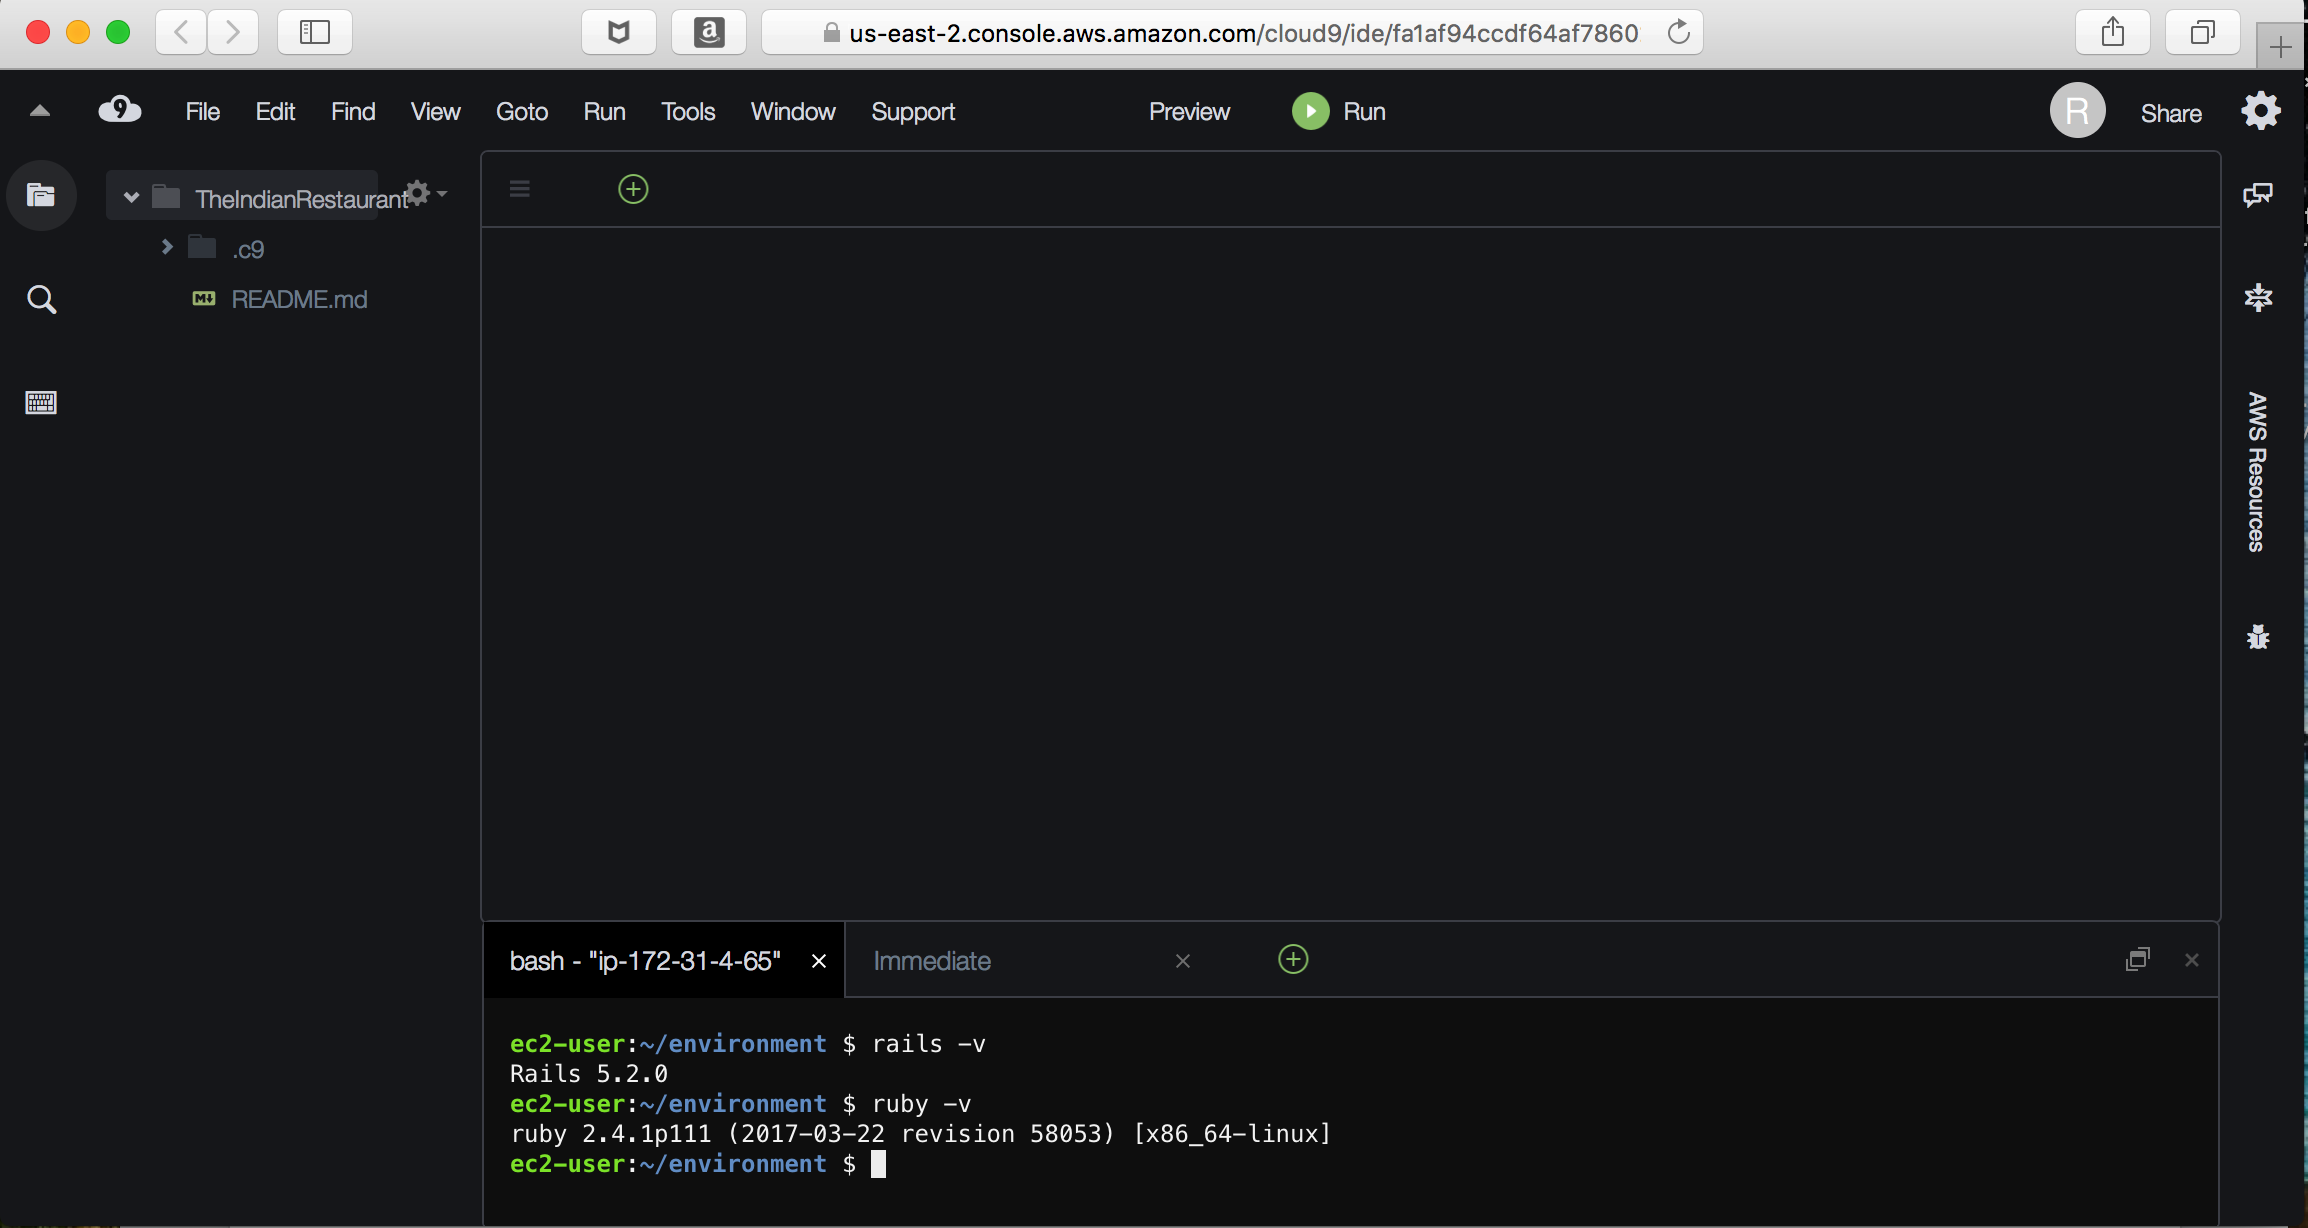 us-east-2.console.aws.amazon.com/cloud9/ide/fa1af94ccdf64af7860
9 File Edit Find View Goto Run Tools Window Support Preview Run R Share
TheIndianRestaurant
.c9
README.md
AWS Resources
bash - "ip-172-31-4-65" Immediate
ec2-user:~/environment $ rails -v
Rails 5.2.0
ec2-user:~/environment $ ruby -v
ruby 2.4.1p111 (2017-03-22 revision 58053) [x86_64-linux]
ec2-user:~/environment $